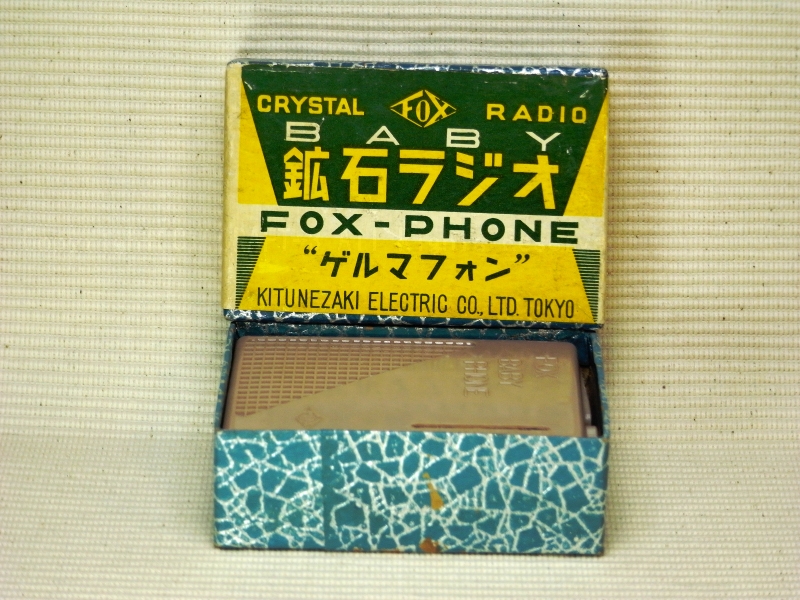 CRYSTAL FOX RADIO
BABY
鉱石ラジオ
FOX-PHONE
“ゲルマフォン”
KITUNEZAKI ELECTRIC CO., LTD. TOKYO